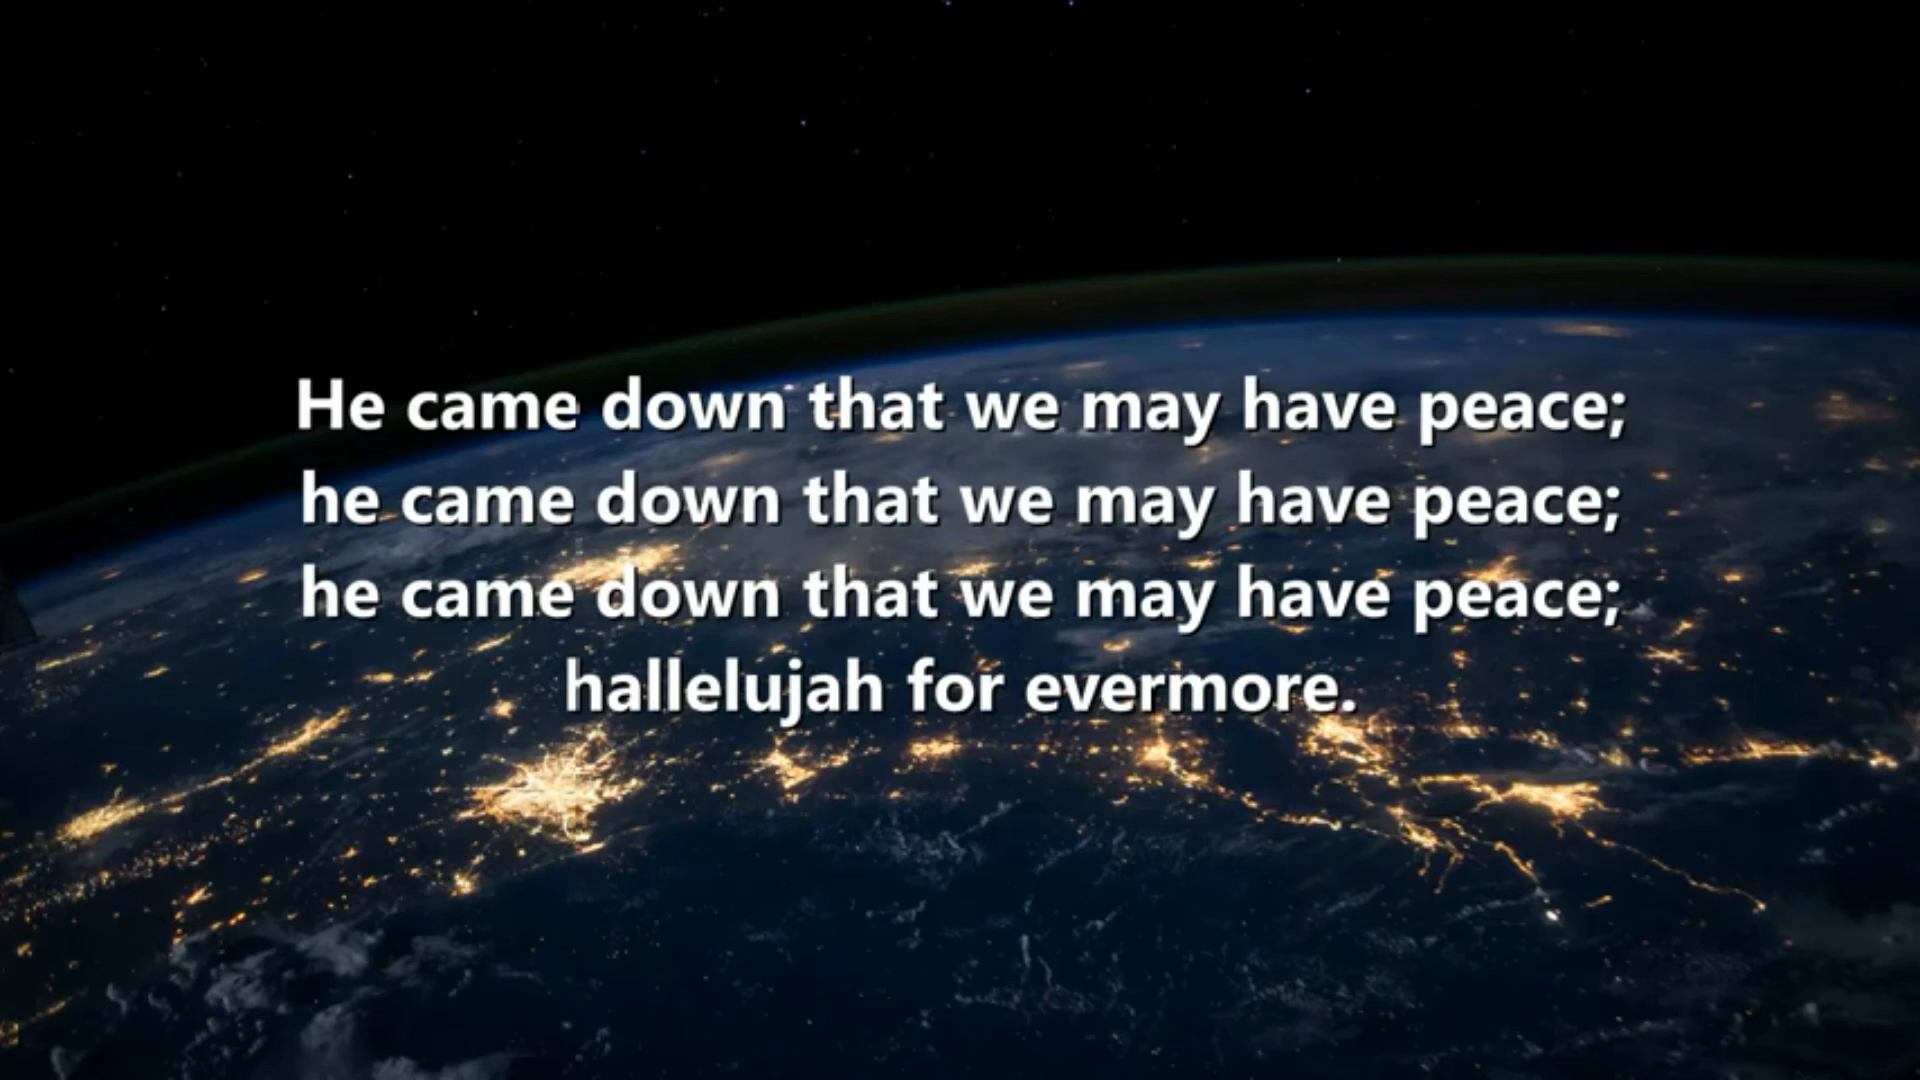 He came down that we may have peace;
he came down that we may have peace;
he came down that we may have peace;
hallelujah for evermore.